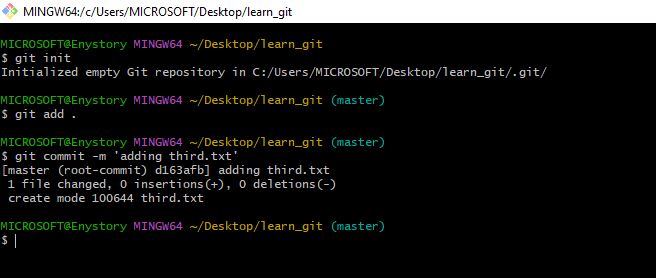 MINGW64:/c/Users/MICROSOFT/Desktop/learn_git
MICROSOFT@Enystory MINGW64 ~/Desktop/learn_git
$ git init
Initialized empty Git repository in C:/Users/MICROSOFT/Desktop/learn_git/.git/
MICROSOFT@Enystory MINGW64 ~/Desktop/learn_git (master)
$ git add .
MICROSOFT@Enystory MINGW64 ~/Desktop/learn_git (master)
$ git commit -m 'adding third.txt'
[master (root-commit) d163afb] adding third.txt
 1 file changed, 0 insertions(+), 0 deletions(-)
 create mode 100644 third.txt
MICROSOFT@Enystory MINGW64 ~/Desktop/learn_git (master)
$